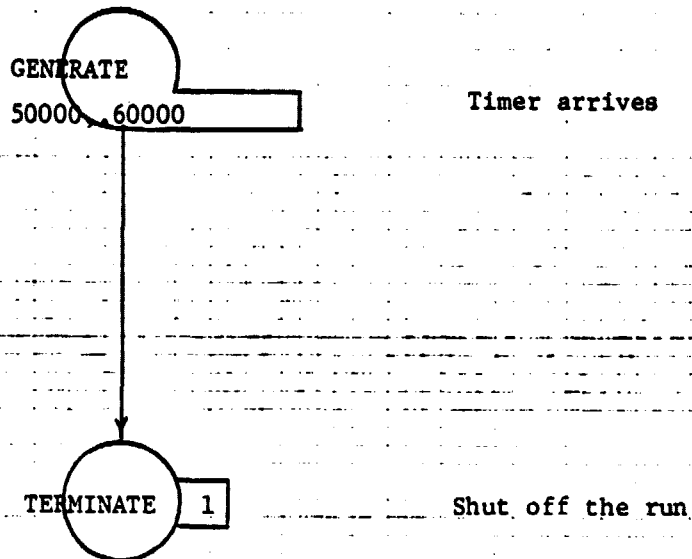 GENERATE
50000,,60000
Timer arrives
TERMINATE 1
Shut off the run